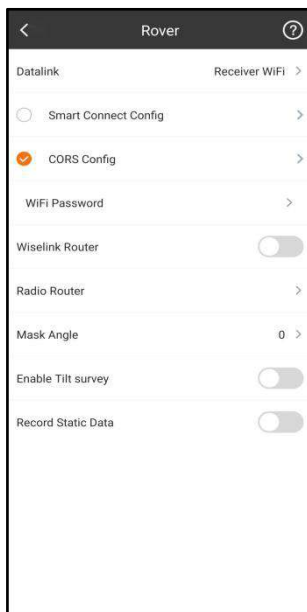 Rover
Datalink Receiver WiFi
Smart Connect Config
CORS Config
WiFi Password
Wiselink Router
Radio Router
Mask Angle 0
Enable Tilt survey
Record Static Data